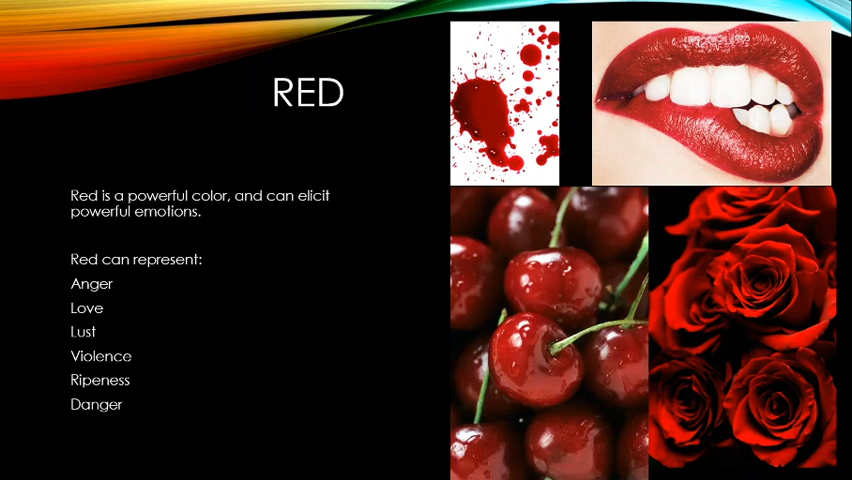 RED
Red is a powerful color, and can elicit
powerful emotions.
Red can represent:
Anger
Love
Lust
Violence
Ripeness
Danger